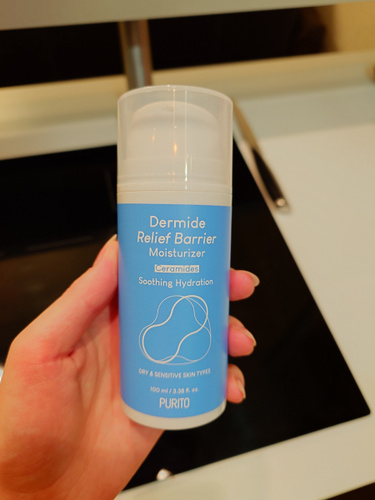 Dermide
Relief Barrier
Moisturizer
Ceramides
Soothing Hydration
DRY & SENSITIVE SKIN TYPES
100 ml / 3.38 fl. oz.
PURITO